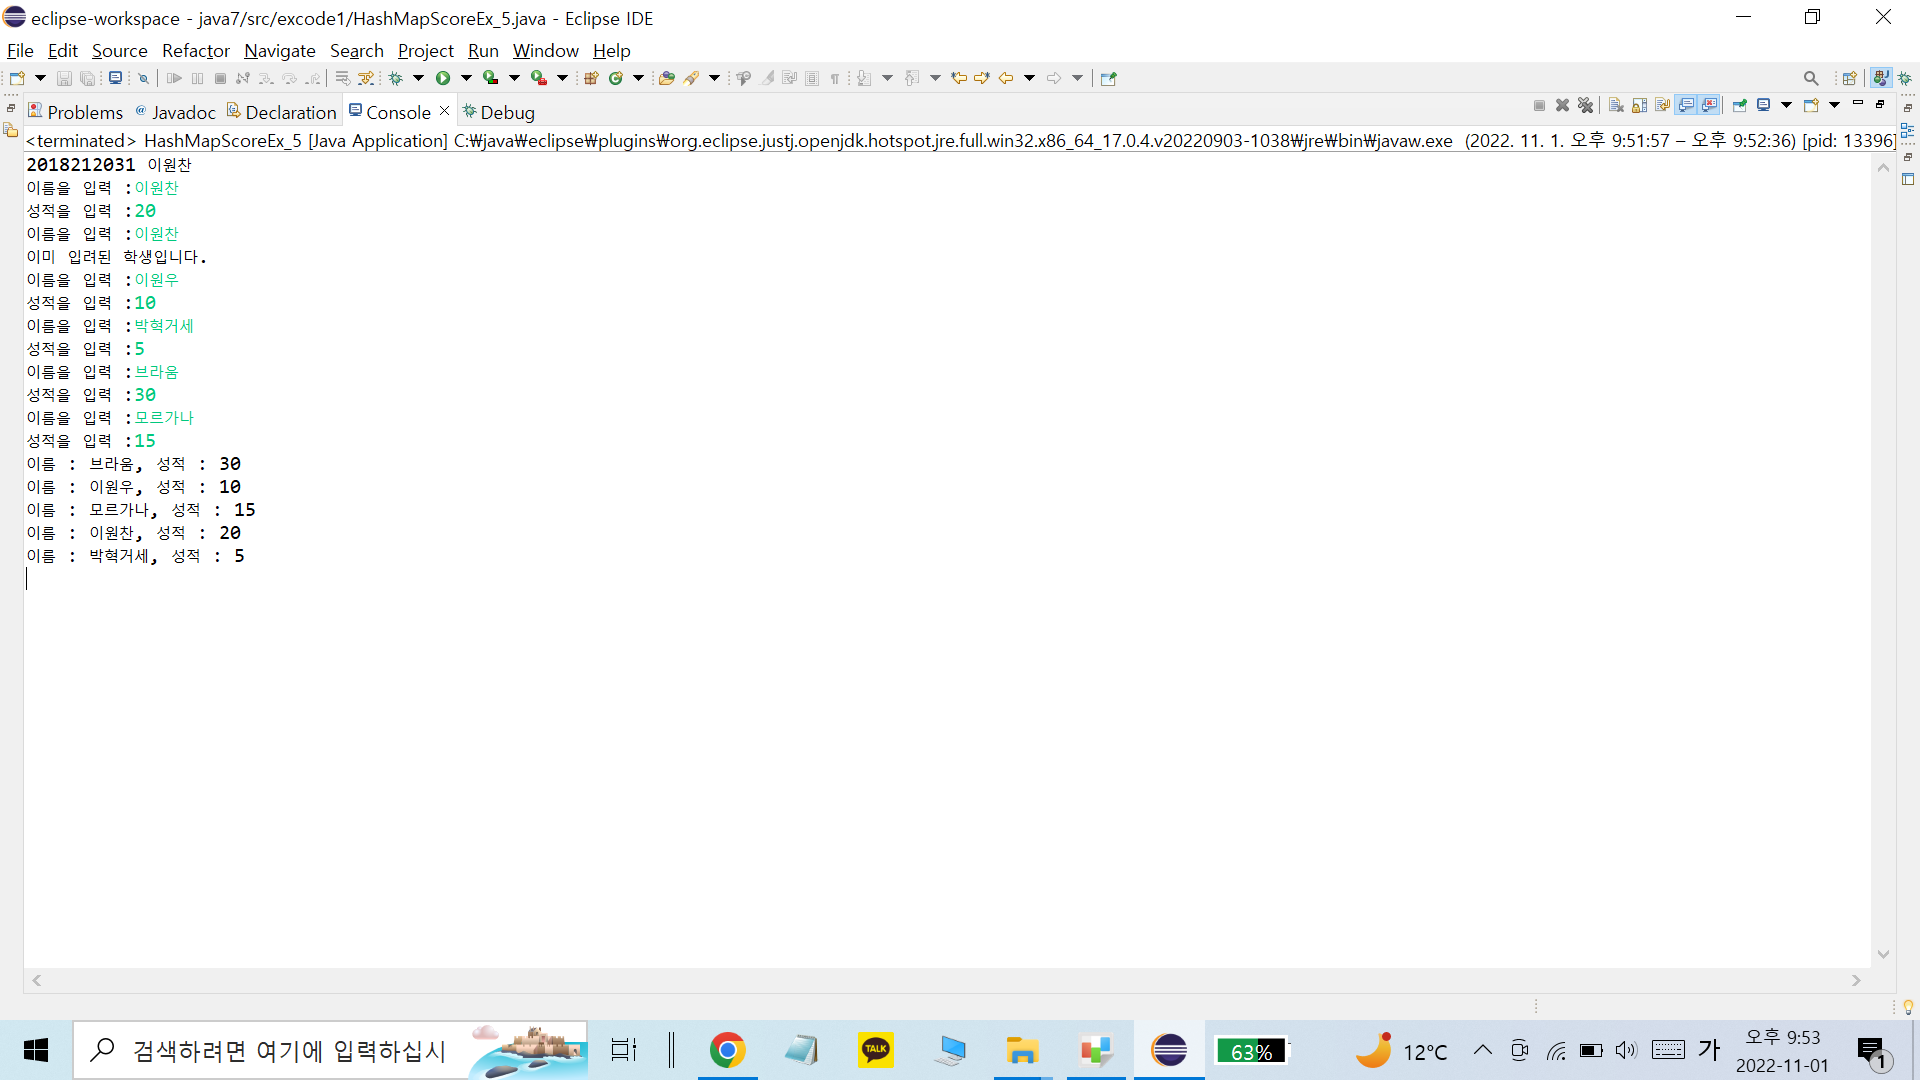 eclipse-workspace - java7/src/excode1/HashMapScoreEx_5.java - Eclipse IDE
File Edit Source Refactor Navigate Search Project Run Window Help
Problems @ Javadoc Declaration Console Debug
<terminated> HashMapScoreEx_5 [Java Application] C:₩java₩eclipse₩plugins₩org.eclipse.justj.openjdk.hotspot.jre.full.win32.x86_64_17.0.4.v20220903-1038₩jre₩bin₩javaw.exe (2022. 11. 1. 오후 9:51:57 – 오후 9:52:36) [pid: 13396]
2018212031 이원찬
이름을 입력 :이원찬
성적을 입력 :20
이름을 입력 :이원찬
이미 입려된 학생입니다.
이름을 입력 :이원우
성적을 입력 :10
이름을 입력 :박혁거세
성적을 입력 :5
이름을 입력 :브라움
성적을 입력 :30
이름을 입력 :모르가나
성적을 입력 :15
이름 : 브라움, 성적 : 30
이름 : 이원우, 성적 : 10
이름 : 모르가나, 성적 : 15
이름 : 이원찬, 성적 : 20
이름 : 박혁거세, 성적 : 5
검색하려면 여기에 입력하십시
TALK
63%
12°C
가
오후 9:53
2022-11-01
1